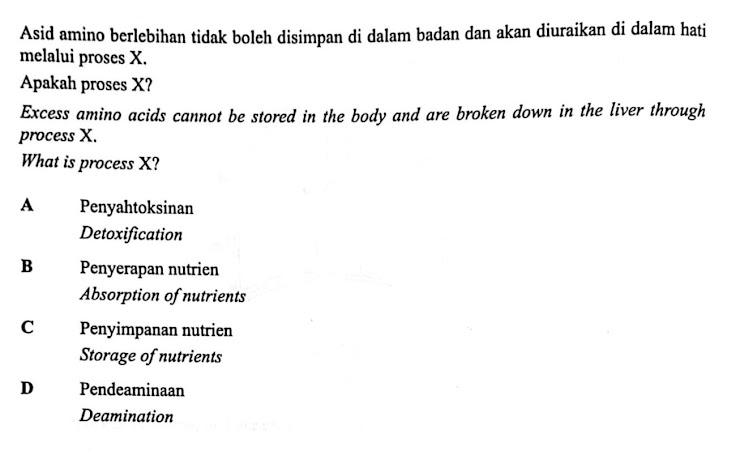 Asid amino berlebihan tidak boleh disimpan di dalam badan dan akan diuraikan di dalam hati
melalui proses X.
Apakah proses X?
Excess amino acids cannot be stored in the body and are broken down in the liver through
process X.
What is process X?
A Penyahtoksinan
Detoxification
B Penyerapan nutrien
Absorption of nutrients
C Penyimpanan nutrien
Storage of nutrients
D Pendeaminaan
Deamination